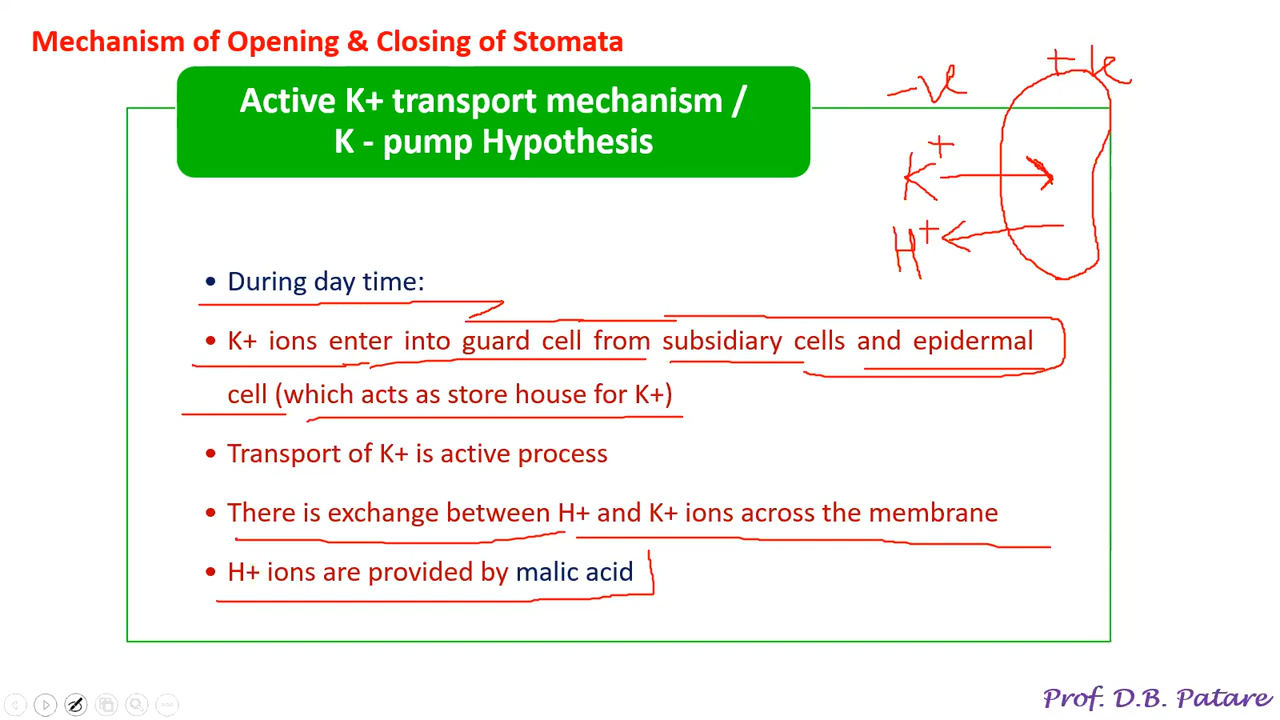 Mechanism of Opening & Closing of Stomata
Active K+ transport mechanism /
K - pump Hypothesis
-ve
+ve
K+
H+
• During day time:
• K+ ions enter into guard cell from subsidiary cells and epidermal
cell (which acts as store house for K+)
• Transport of K+ is active process
• There is exchange between H+ and K+ ions across the membrane
• H+ ions are provided by malic acid
Prof. D.B. Patare